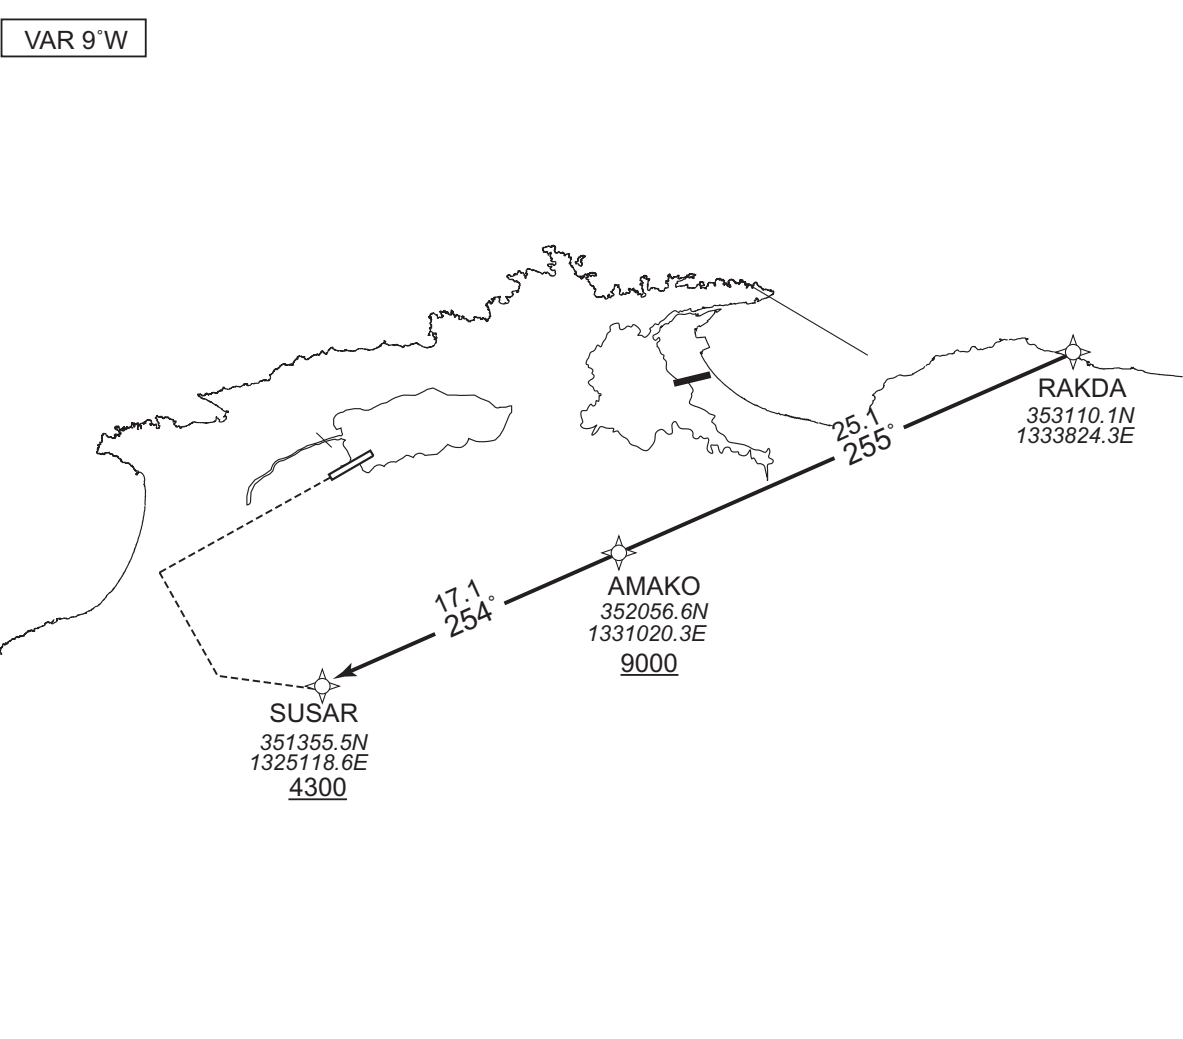 VAR 9°W
RAKDA
353110.1N
1333824.3E
25.1
255°
AMAKO
352056.6N
1331020.3E
9000
17.1
254°
SUSAR
351355.5N
1325118.6E
4300